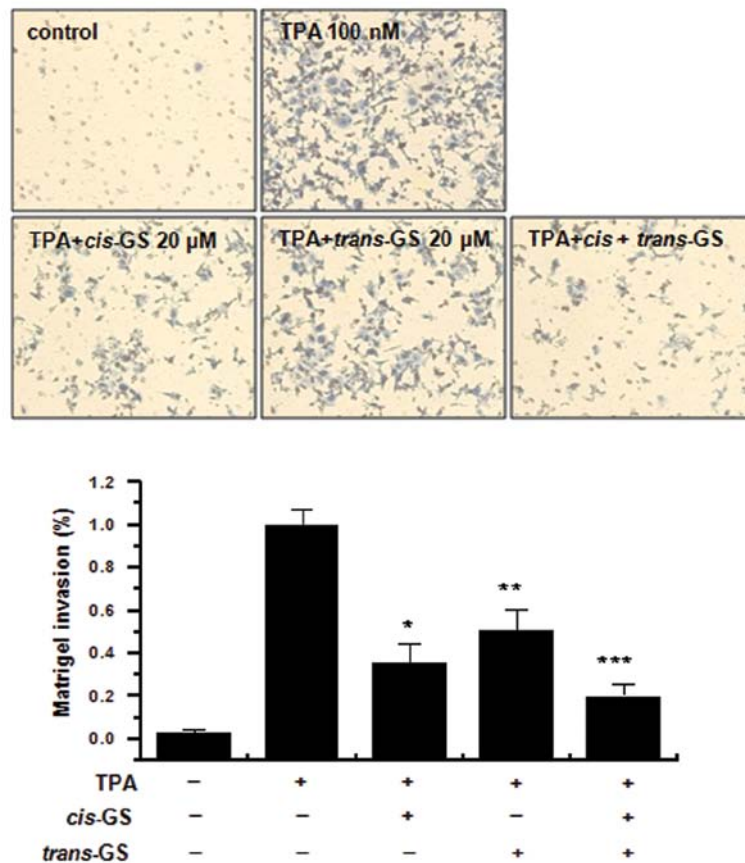 control
TPA 100 nM
TPA+cis-GS 20 µM
TPA+trans-GS 20 µM
TPA+cis + trans-GS
Matrigel invasion (%)
1.2
1.0
0.8
0.6
0.4
0.2
0.0
*
**
***
TPA − + + + +
cis-GS − − + − +
trans-GS − − − + +